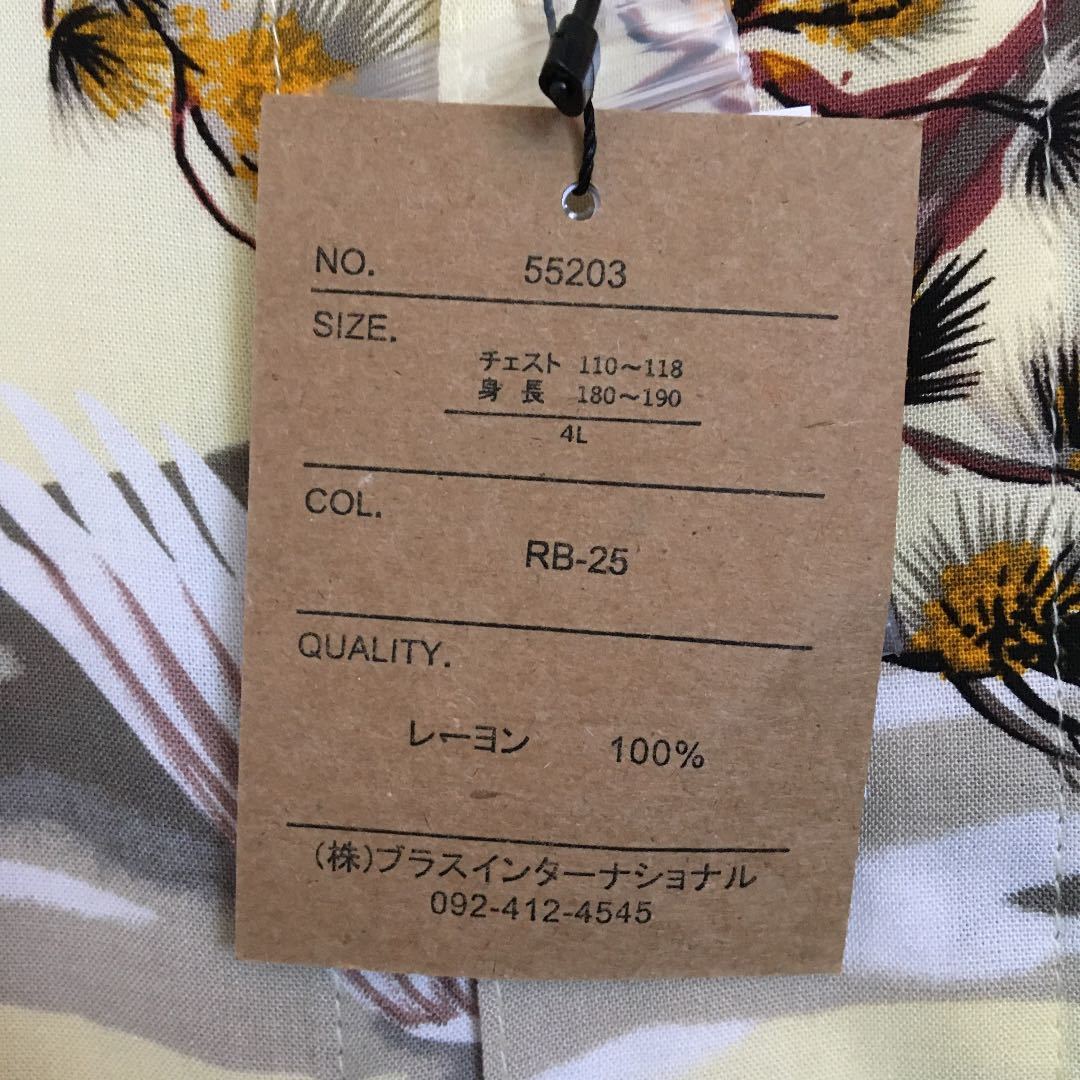 NO. 55203
SIZE.
チェスト 110～118
身 長 180～190
4L
COL.
RB-25
QUALITY.
レーヨン 100%
(株)ブラスインターナショナル
092-412-4545